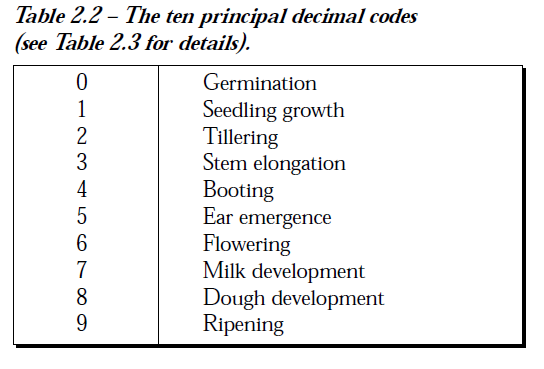 Table 2.2 – The ten principal decimal codes
(see Table 2.3 for details).
0 Germination
1 Seedling growth
2 Tillering
3 Stem elongation
4 Booting
5 Ear emergence
6 Flowering
7 Milk development
8 Dough development
9 Ripening